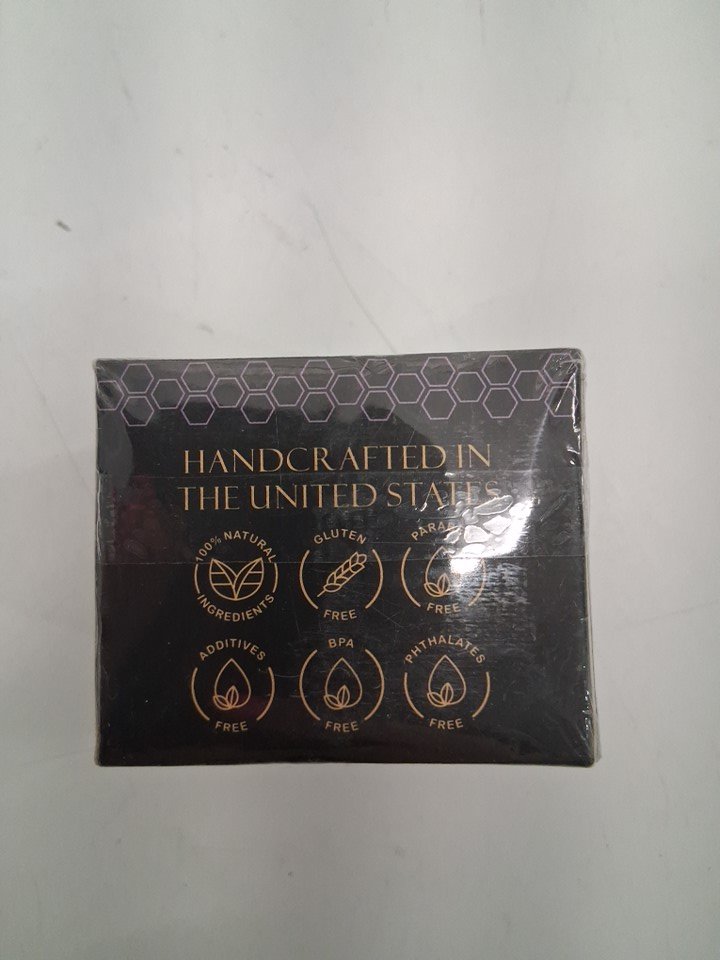 HANDCRAFTED IN
THE UNITED STATES
100% NATURAL
INGREDIENTS
GLUTEN
FREE
FREE
ADDITIVES
FREE
BPA
FREE
PHTHALATES
FREE